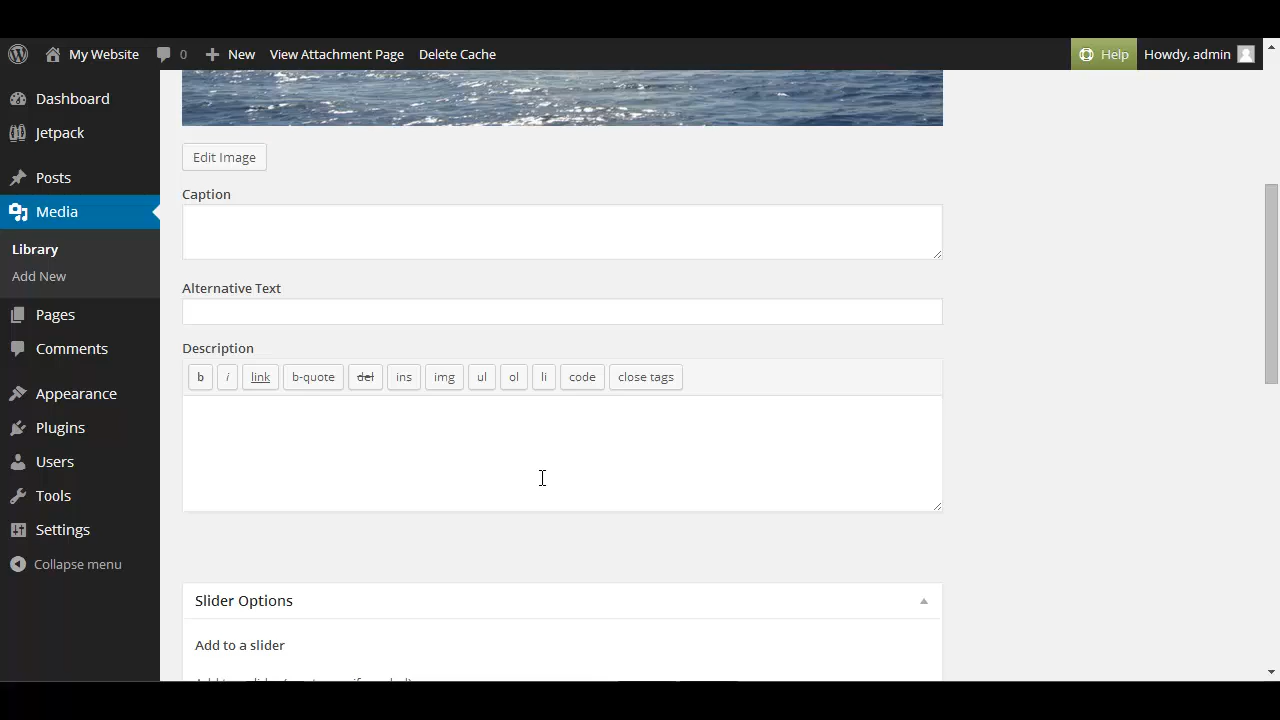 My Website 0 New View Attachment Page Delete Cache Help Howdy, admin
Dashboard
Jetpack
Posts
Media
Library
Add New
Pages
Comments
Appearance
Plugins
Users
Tools
Settings
Collapse menu
Edit Image
Caption
Alternative Text
Description
b i link b-quote del ins img ul ol li code close tags
Slider Options
Add to a slider